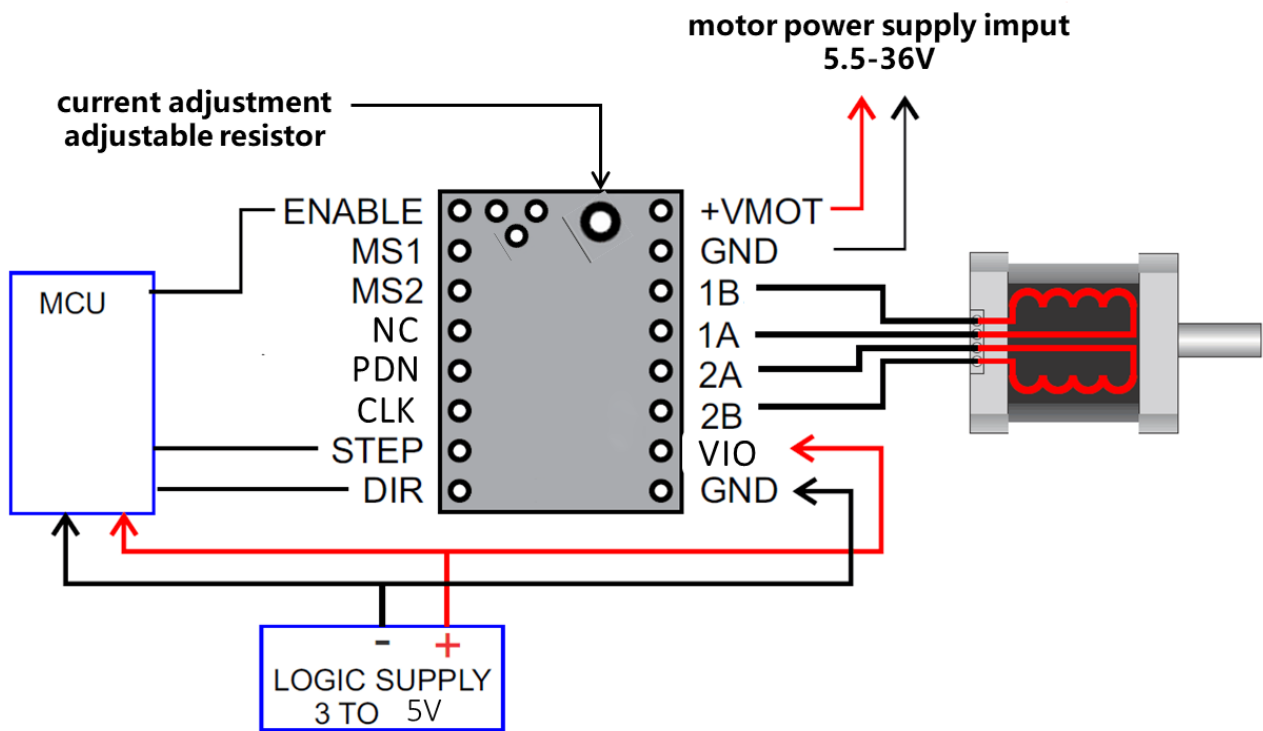 motor power supply imput
5.5-36V
current adjustment
adjustable resistor
ENABLE
MS1
MS2
NC
PDN
CLK
STEP
DIR
+VMOT
GND
1B
1A
2A
2B
VIO
GND
MCU
- +
LOGIC SUPPLY
3 TO 5V